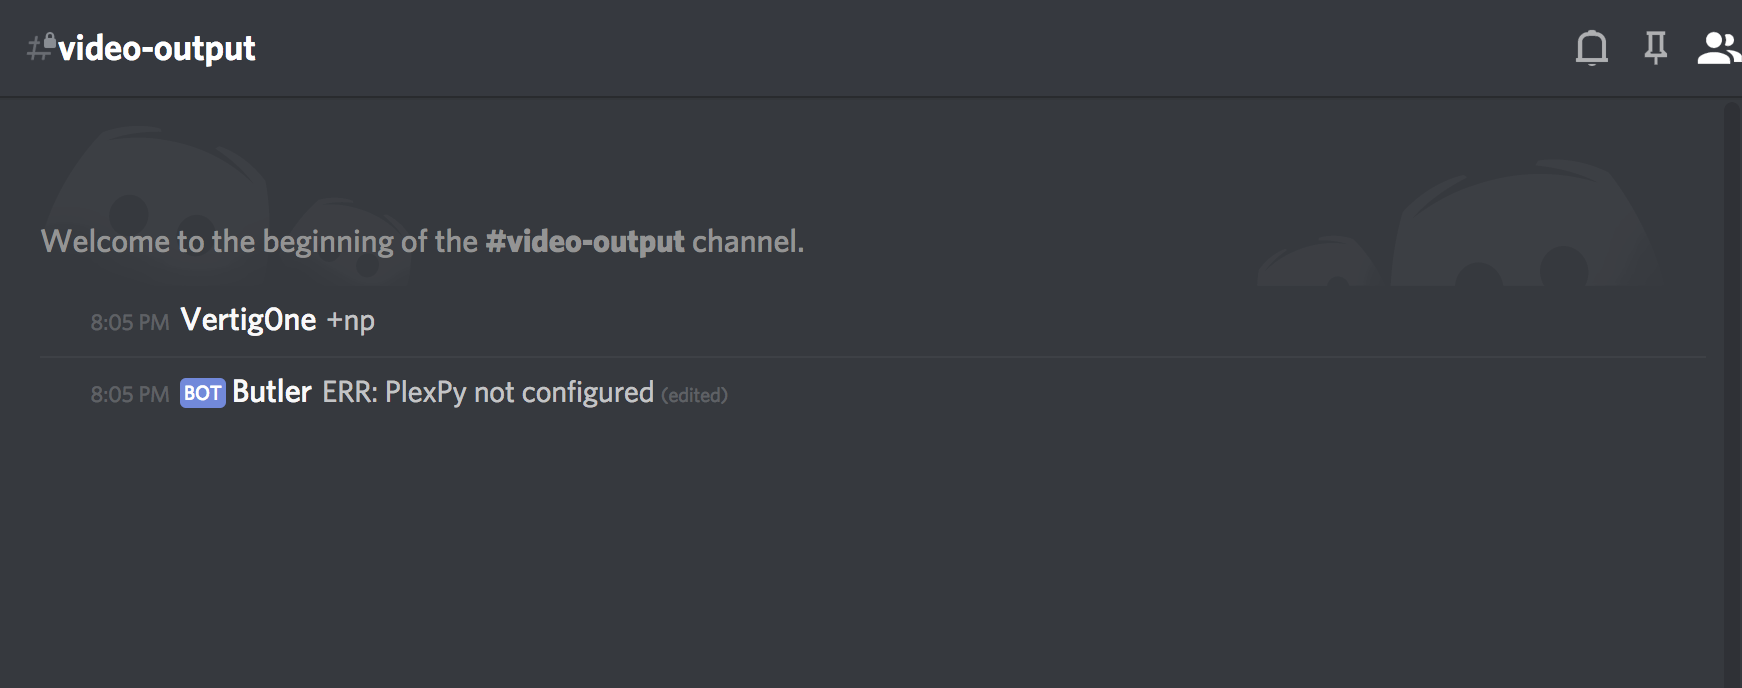 #video-output
Welcome to the beginning of the #video-output channel.
8:05 PM VertigOne +np
8:05 PM BOT Butler ERR: PlexPy not configured (edited)